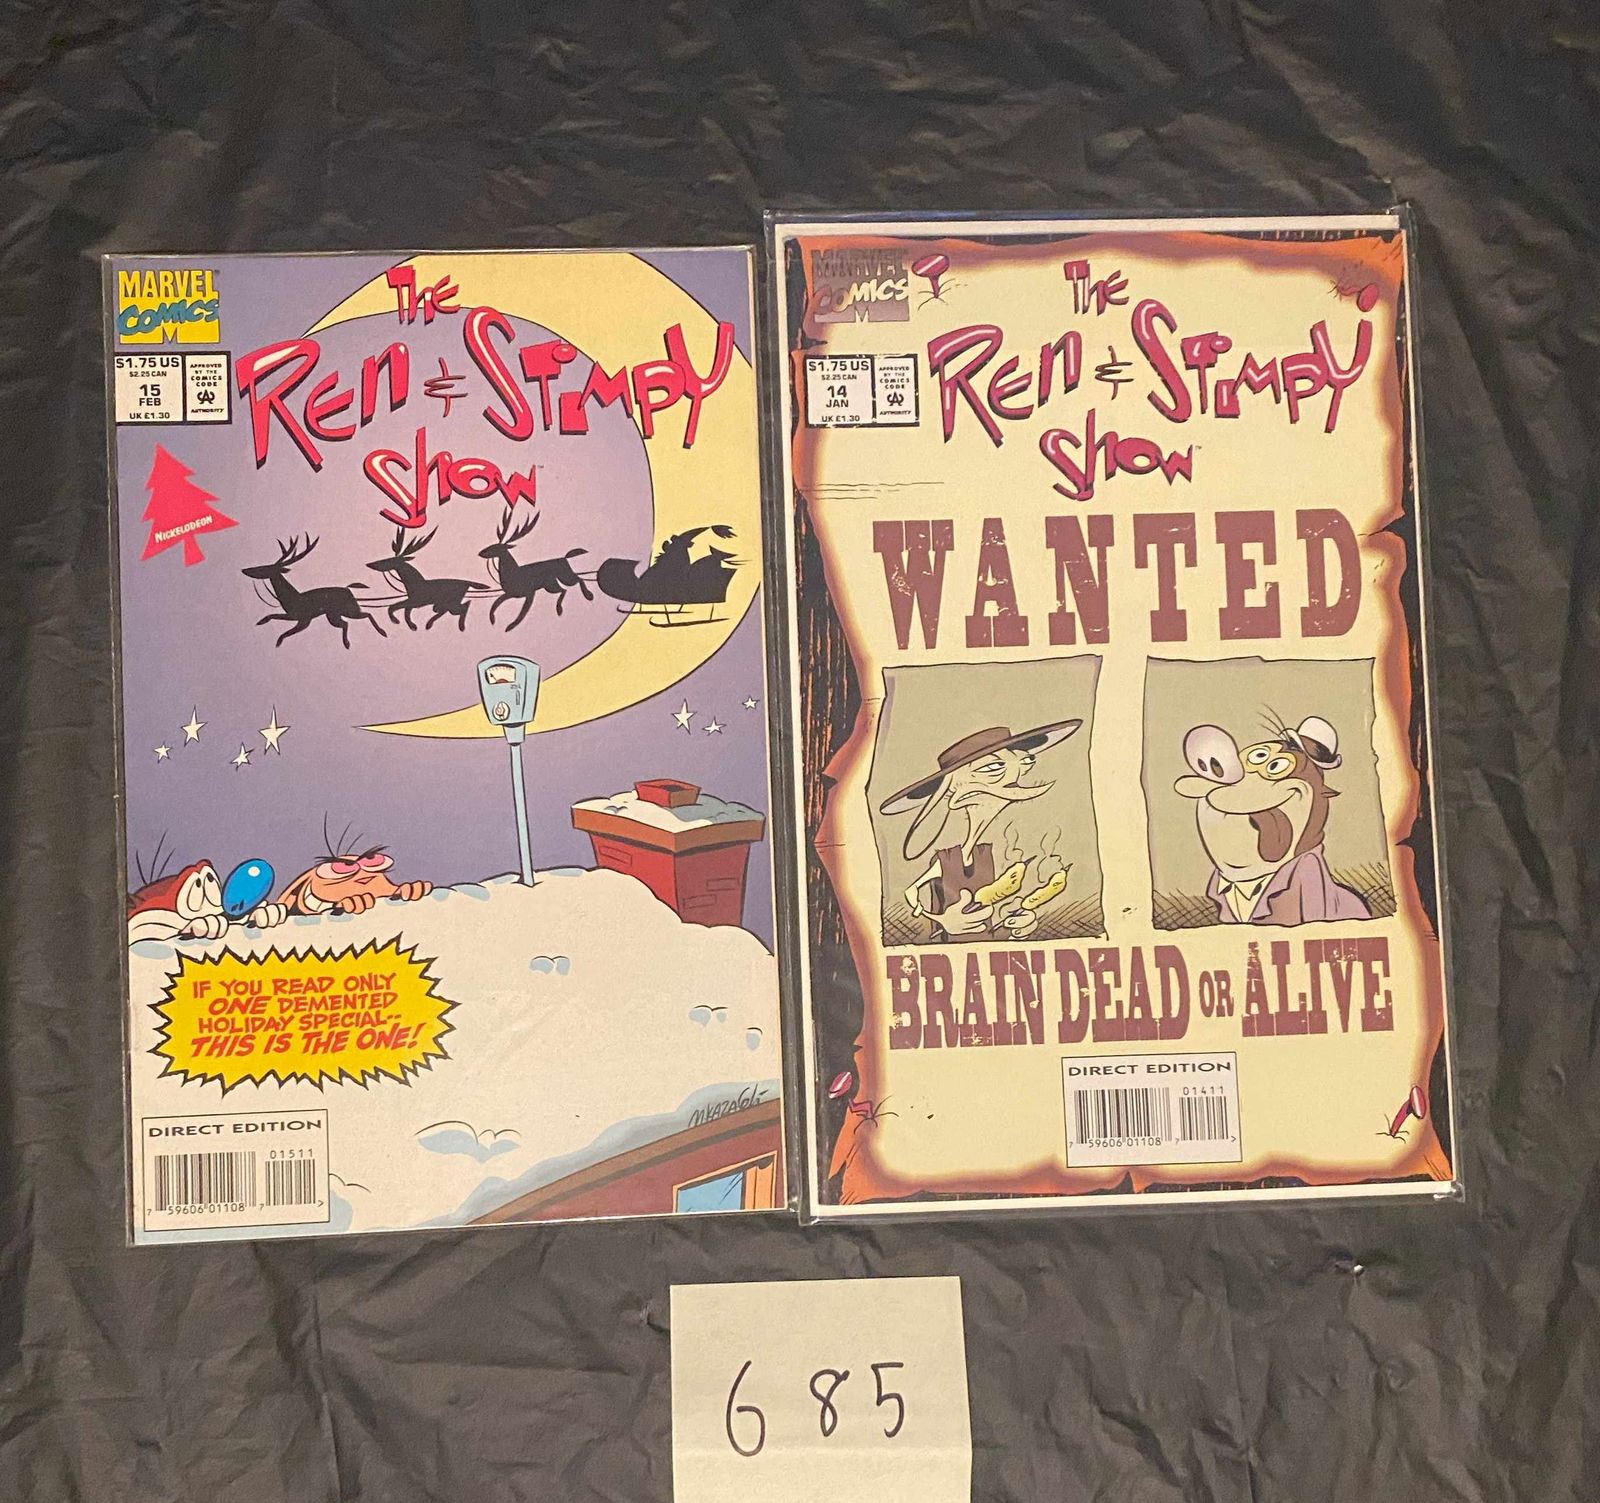 MARVEL
COMICS
M
$1.75 US
$2.25 CAN
15
FEB
UK £1.30
APPROVED
BY THE
COMICS
CODE
CA
AUTHORITY
The
Ren & Stimpy
Show™
NICKELODEON
IF YOU READ ONLY
ONE DEMENTED
HOLIDAY SPECIAL--
THIS IS THE ONE!
DIRECT EDITION
01511
7 59606 01108 7
MARVEL
COMICS
$1.75 US
$2.25 CAN
14
JAN
UK £1.30
APPROVED
BY THE
COMICS
CODE
CA
AUTHORITY
The
Ren & Stimpy
Show™
WANTED
BRAIN DEAD OR ALIVE
DIRECT EDITION
01411
7 59606 01108 7
685